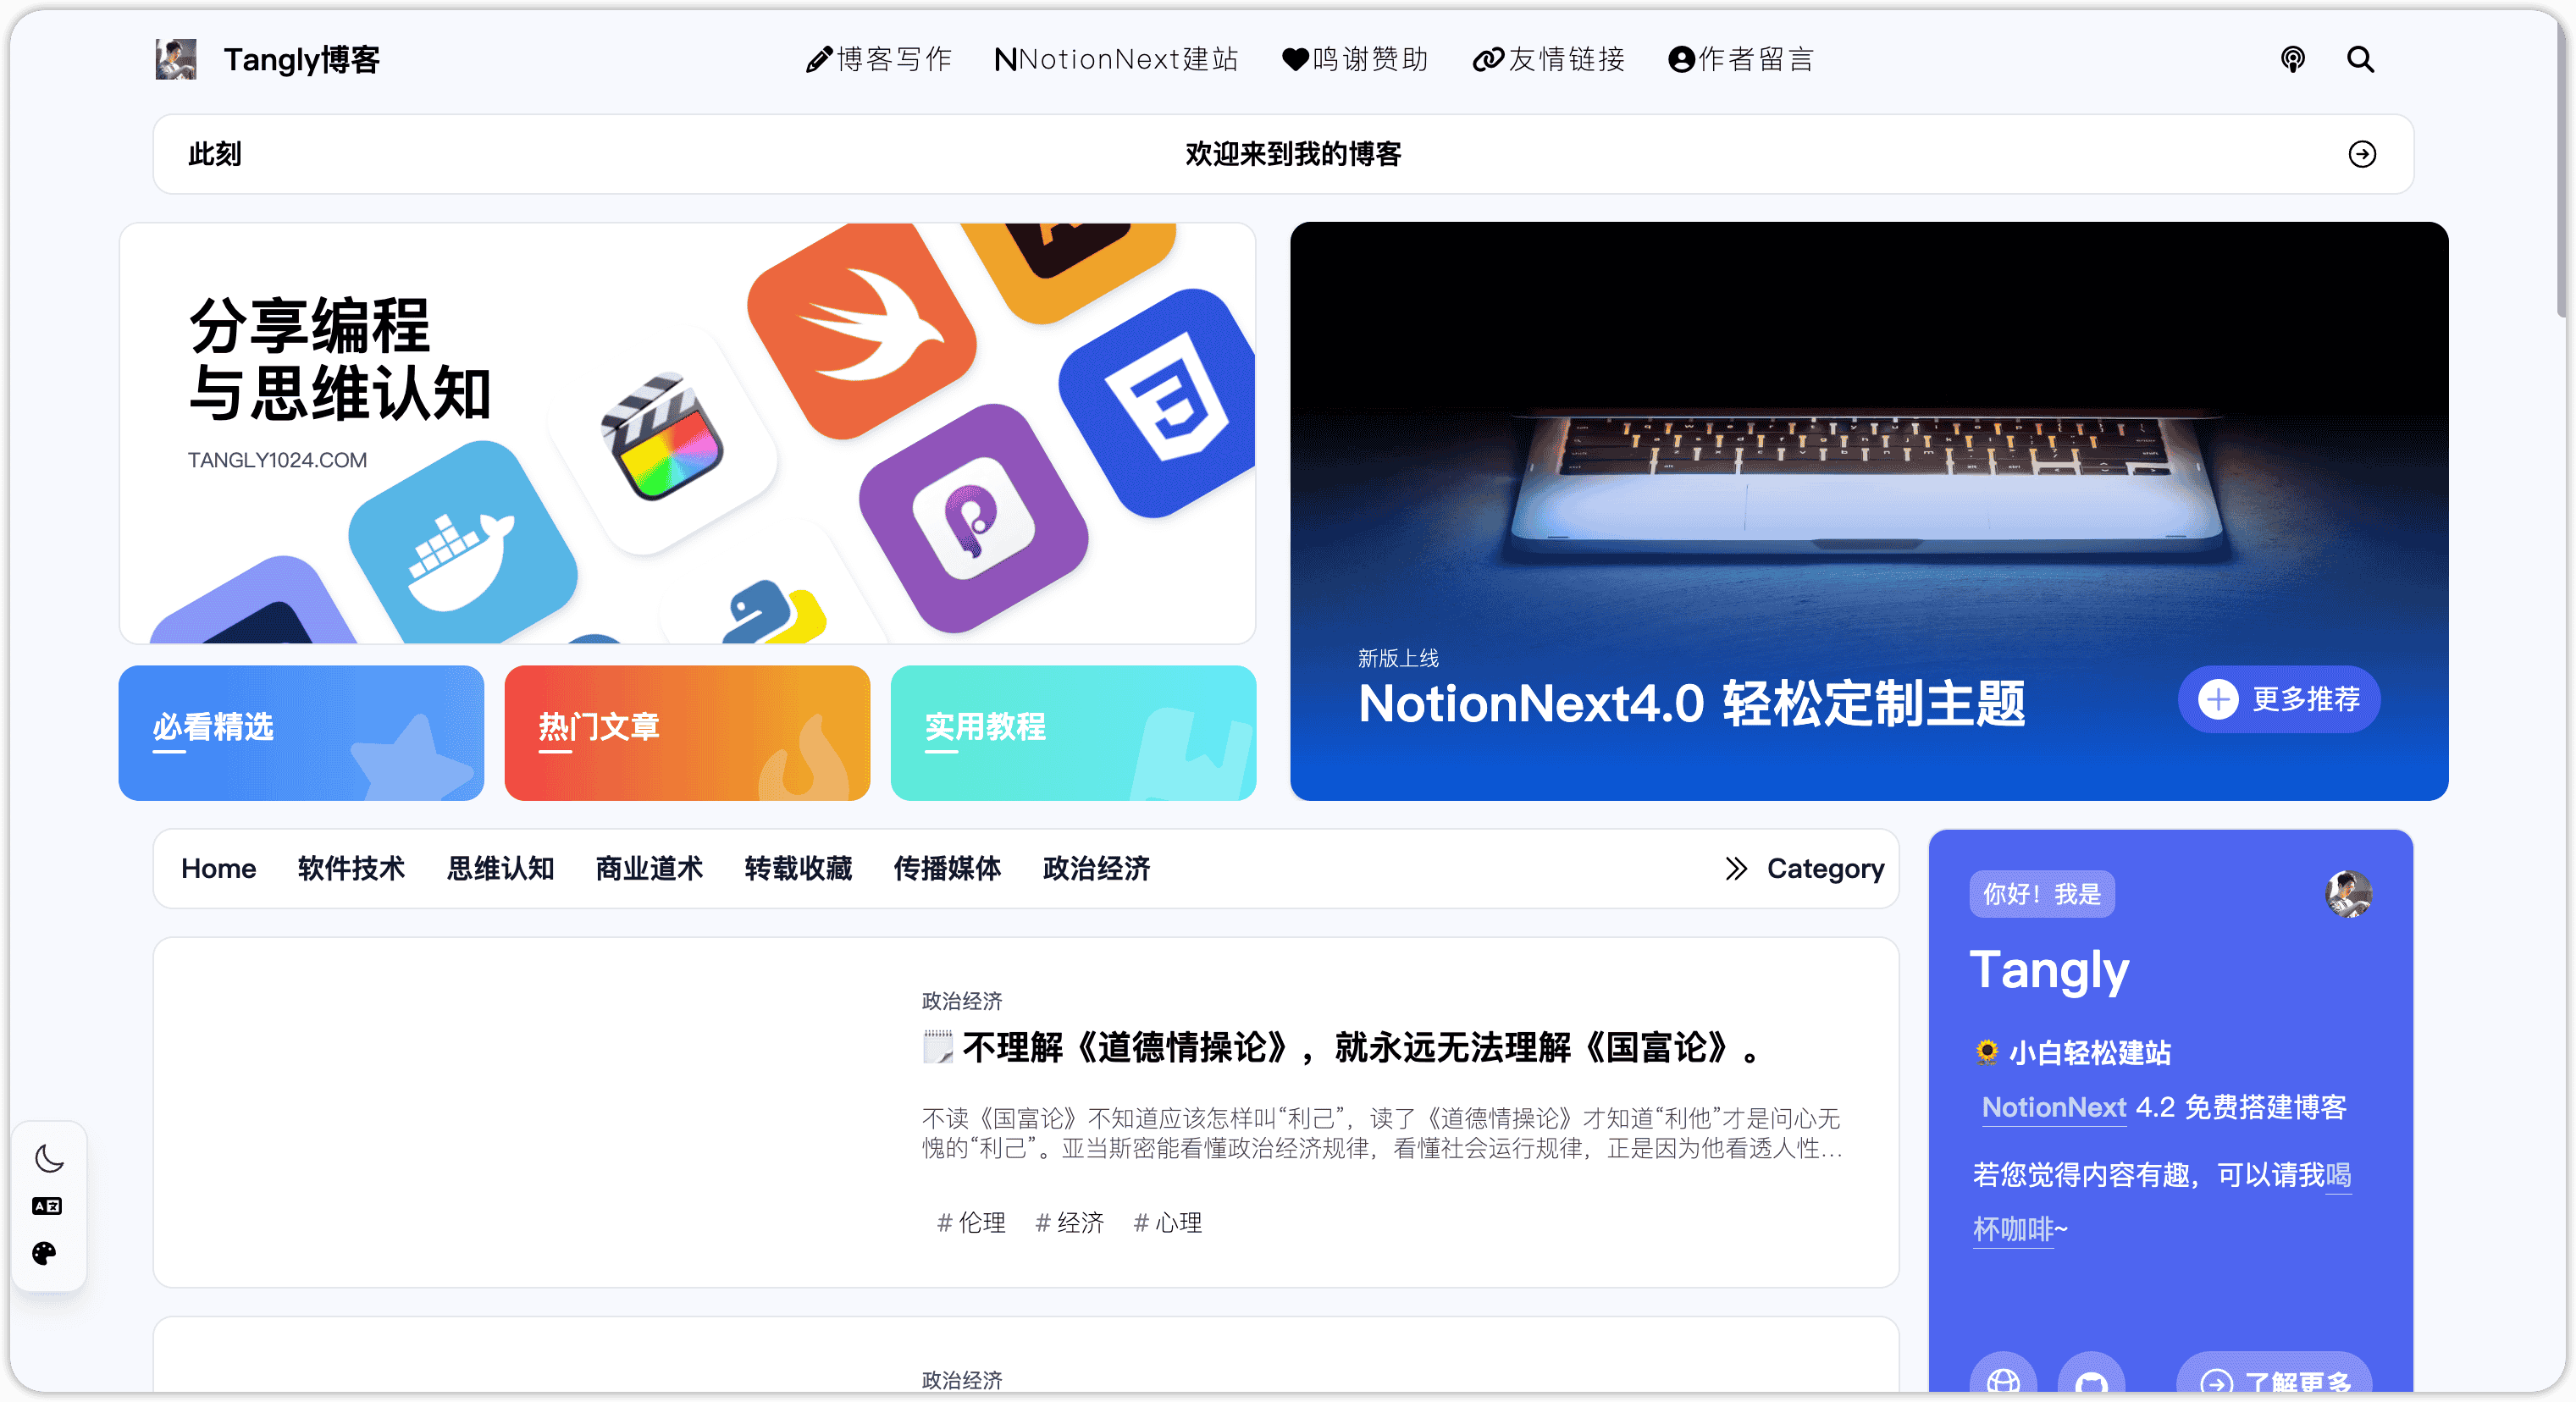 Tangly博客
博客写作
NotionNext建站
鸣谢赞助
友情链接
作者留言
此刻
欢迎来到我的博客
分享编程
与思维认知
TANGLY1024.COM
必看精选
热门文章
实用教程
新版上线
NotionNext4.0 轻松定制主题
更多推荐
Home
软件技术
思维认知
商业道术
转载收藏
传播媒体
政治经济
Category
政治经济
不理解《道德情操论》，就永远无法理解《国富论》。
不读《国富论》不知道应该怎样叫“利己”，读了《道德情操论》才知道“利他”才是问心无
愧的“利己”。亚当斯密能看懂政治经济规律，看懂社会运行规律，正是因为他看透人性...
# 伦理
# 经济
# 心理
政治经济
你好！我是
Tangly
🌻 小白轻松建站
NotionNext 4.2 免费搭建博客
若您觉得内容有趣，可以请我喝
杯咖啡~
了解更多